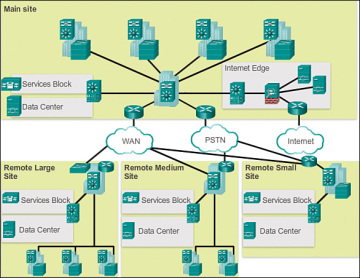 Main site
Internet Edge
Services Block
Data Center
WAN
PSTN
Internet
Remote Large
Site
Remote Medium
Site
Remote Small
Site
Services Block
Services Block
Services Block
Data Center
Data Center
Data Center